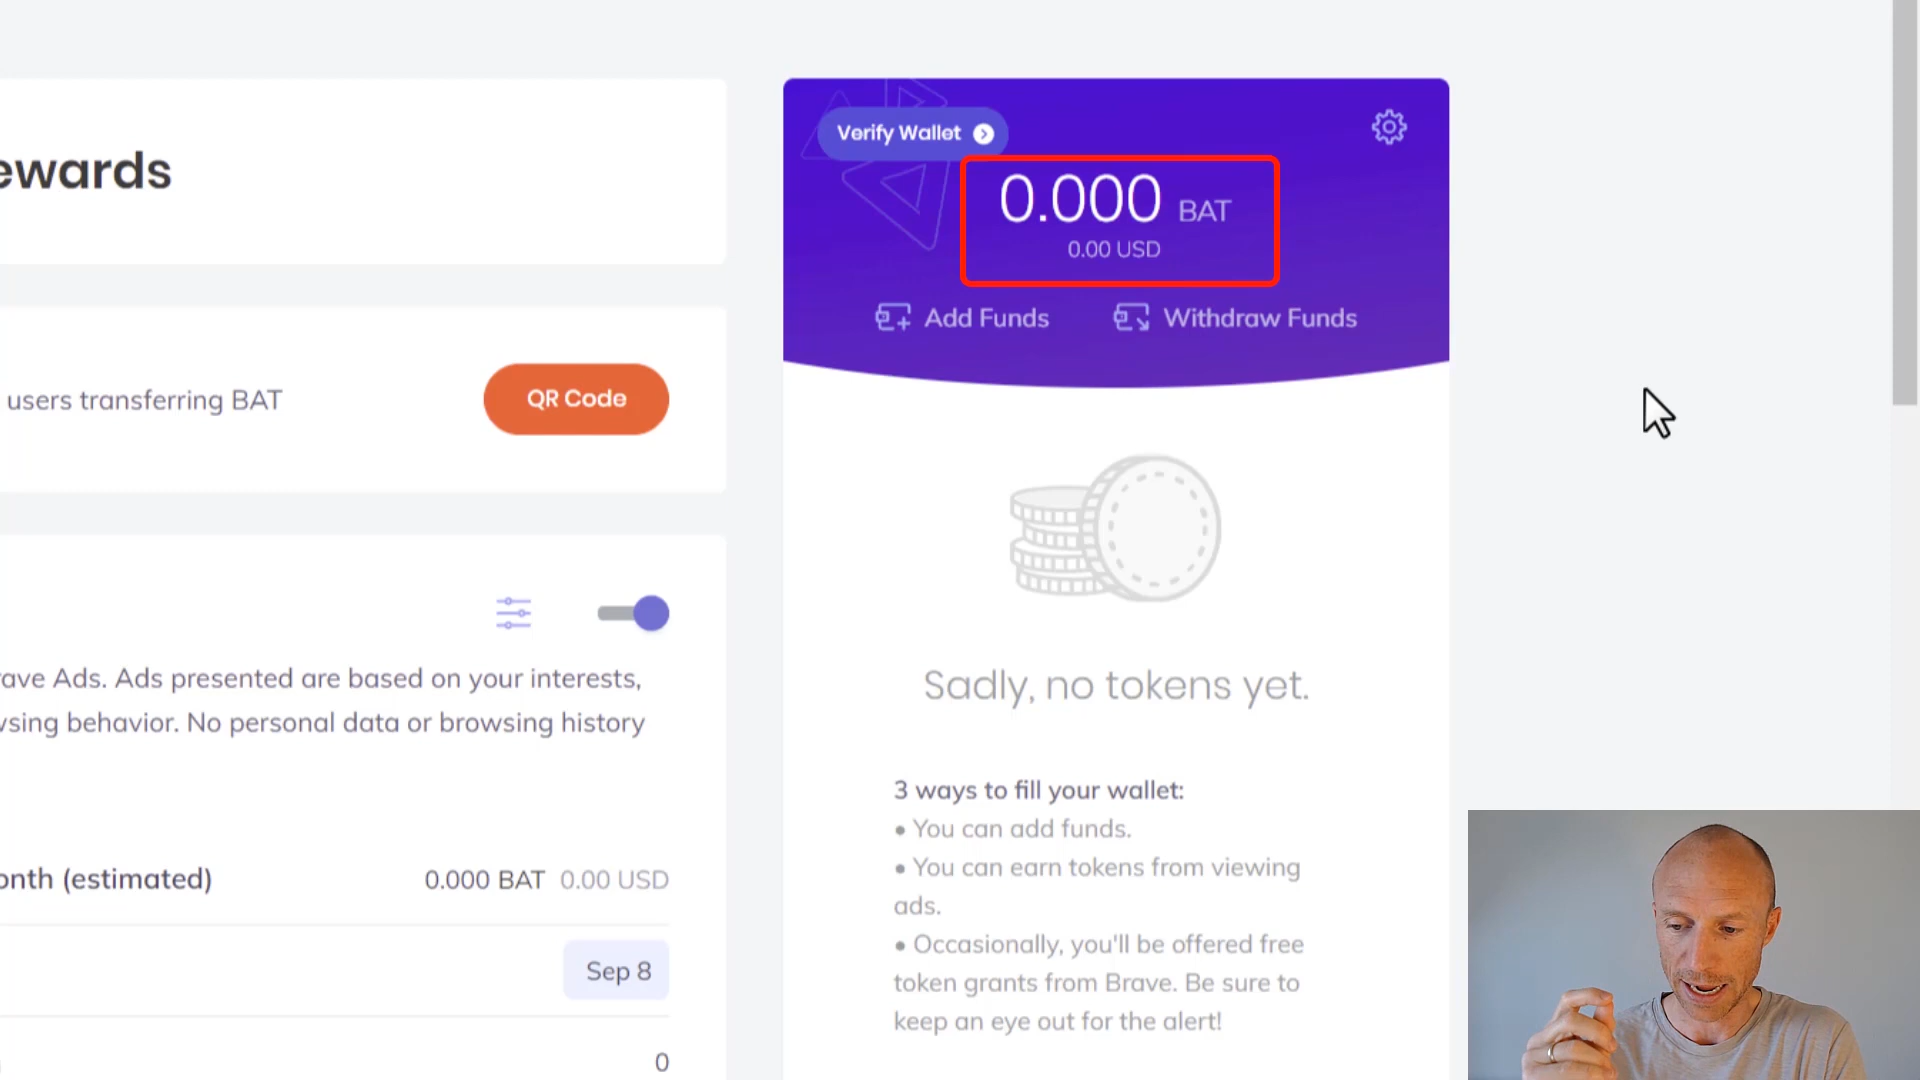 ewards
users transferring BAT
QR Code
ave Ads. Ads presented are based on your interests,
sing behavior. No personal data or browsing history
onth (estimated)
0.000 BAT 0.00 USD
Sep 8
0
Verify Wallet
0.000 BAT
0.00 USD
Add Funds
Withdraw Funds
Sadly, no tokens yet.
3 ways to fill your wallet:
• You can add funds.
• You can earn tokens from viewing
ads.
• Occasionally, you'll be offered free
token grants from Brave. Be sure to
keep an eye out for the alert!